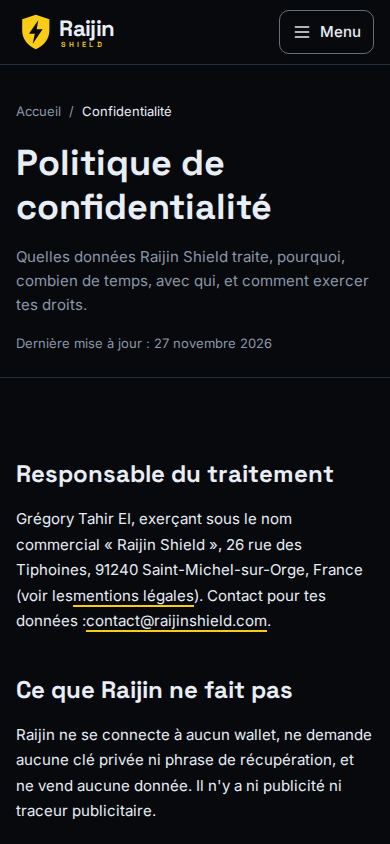 Raijin
SHIELD
Menu
Accueil / Confidentialité
Politique de
confidentialité
Quelles données Raijin Shield traite, pourquoi,
combien de temps, avec qui, et comment exercer
tes droits.
Dernière mise à jour : 27 novembre 2026
Responsable du traitement
Grégory Tahir EI, exerçant sous le nom
commercial « Raijin Shield », 26 rue des
Tiphoines, 91240 Saint-Michel-sur-Orge, France
(voir lesmentions légales). Contact pour tes
données :contact@raijinshield.com.
Ce que Raijin ne fait pas
Raijin ne se connecte à aucun wallet, ne demande
aucune clé privée ni phrase de récupération, et
ne vend aucune donnée. Il n'y a ni publicité ni
traceur publicitaire.